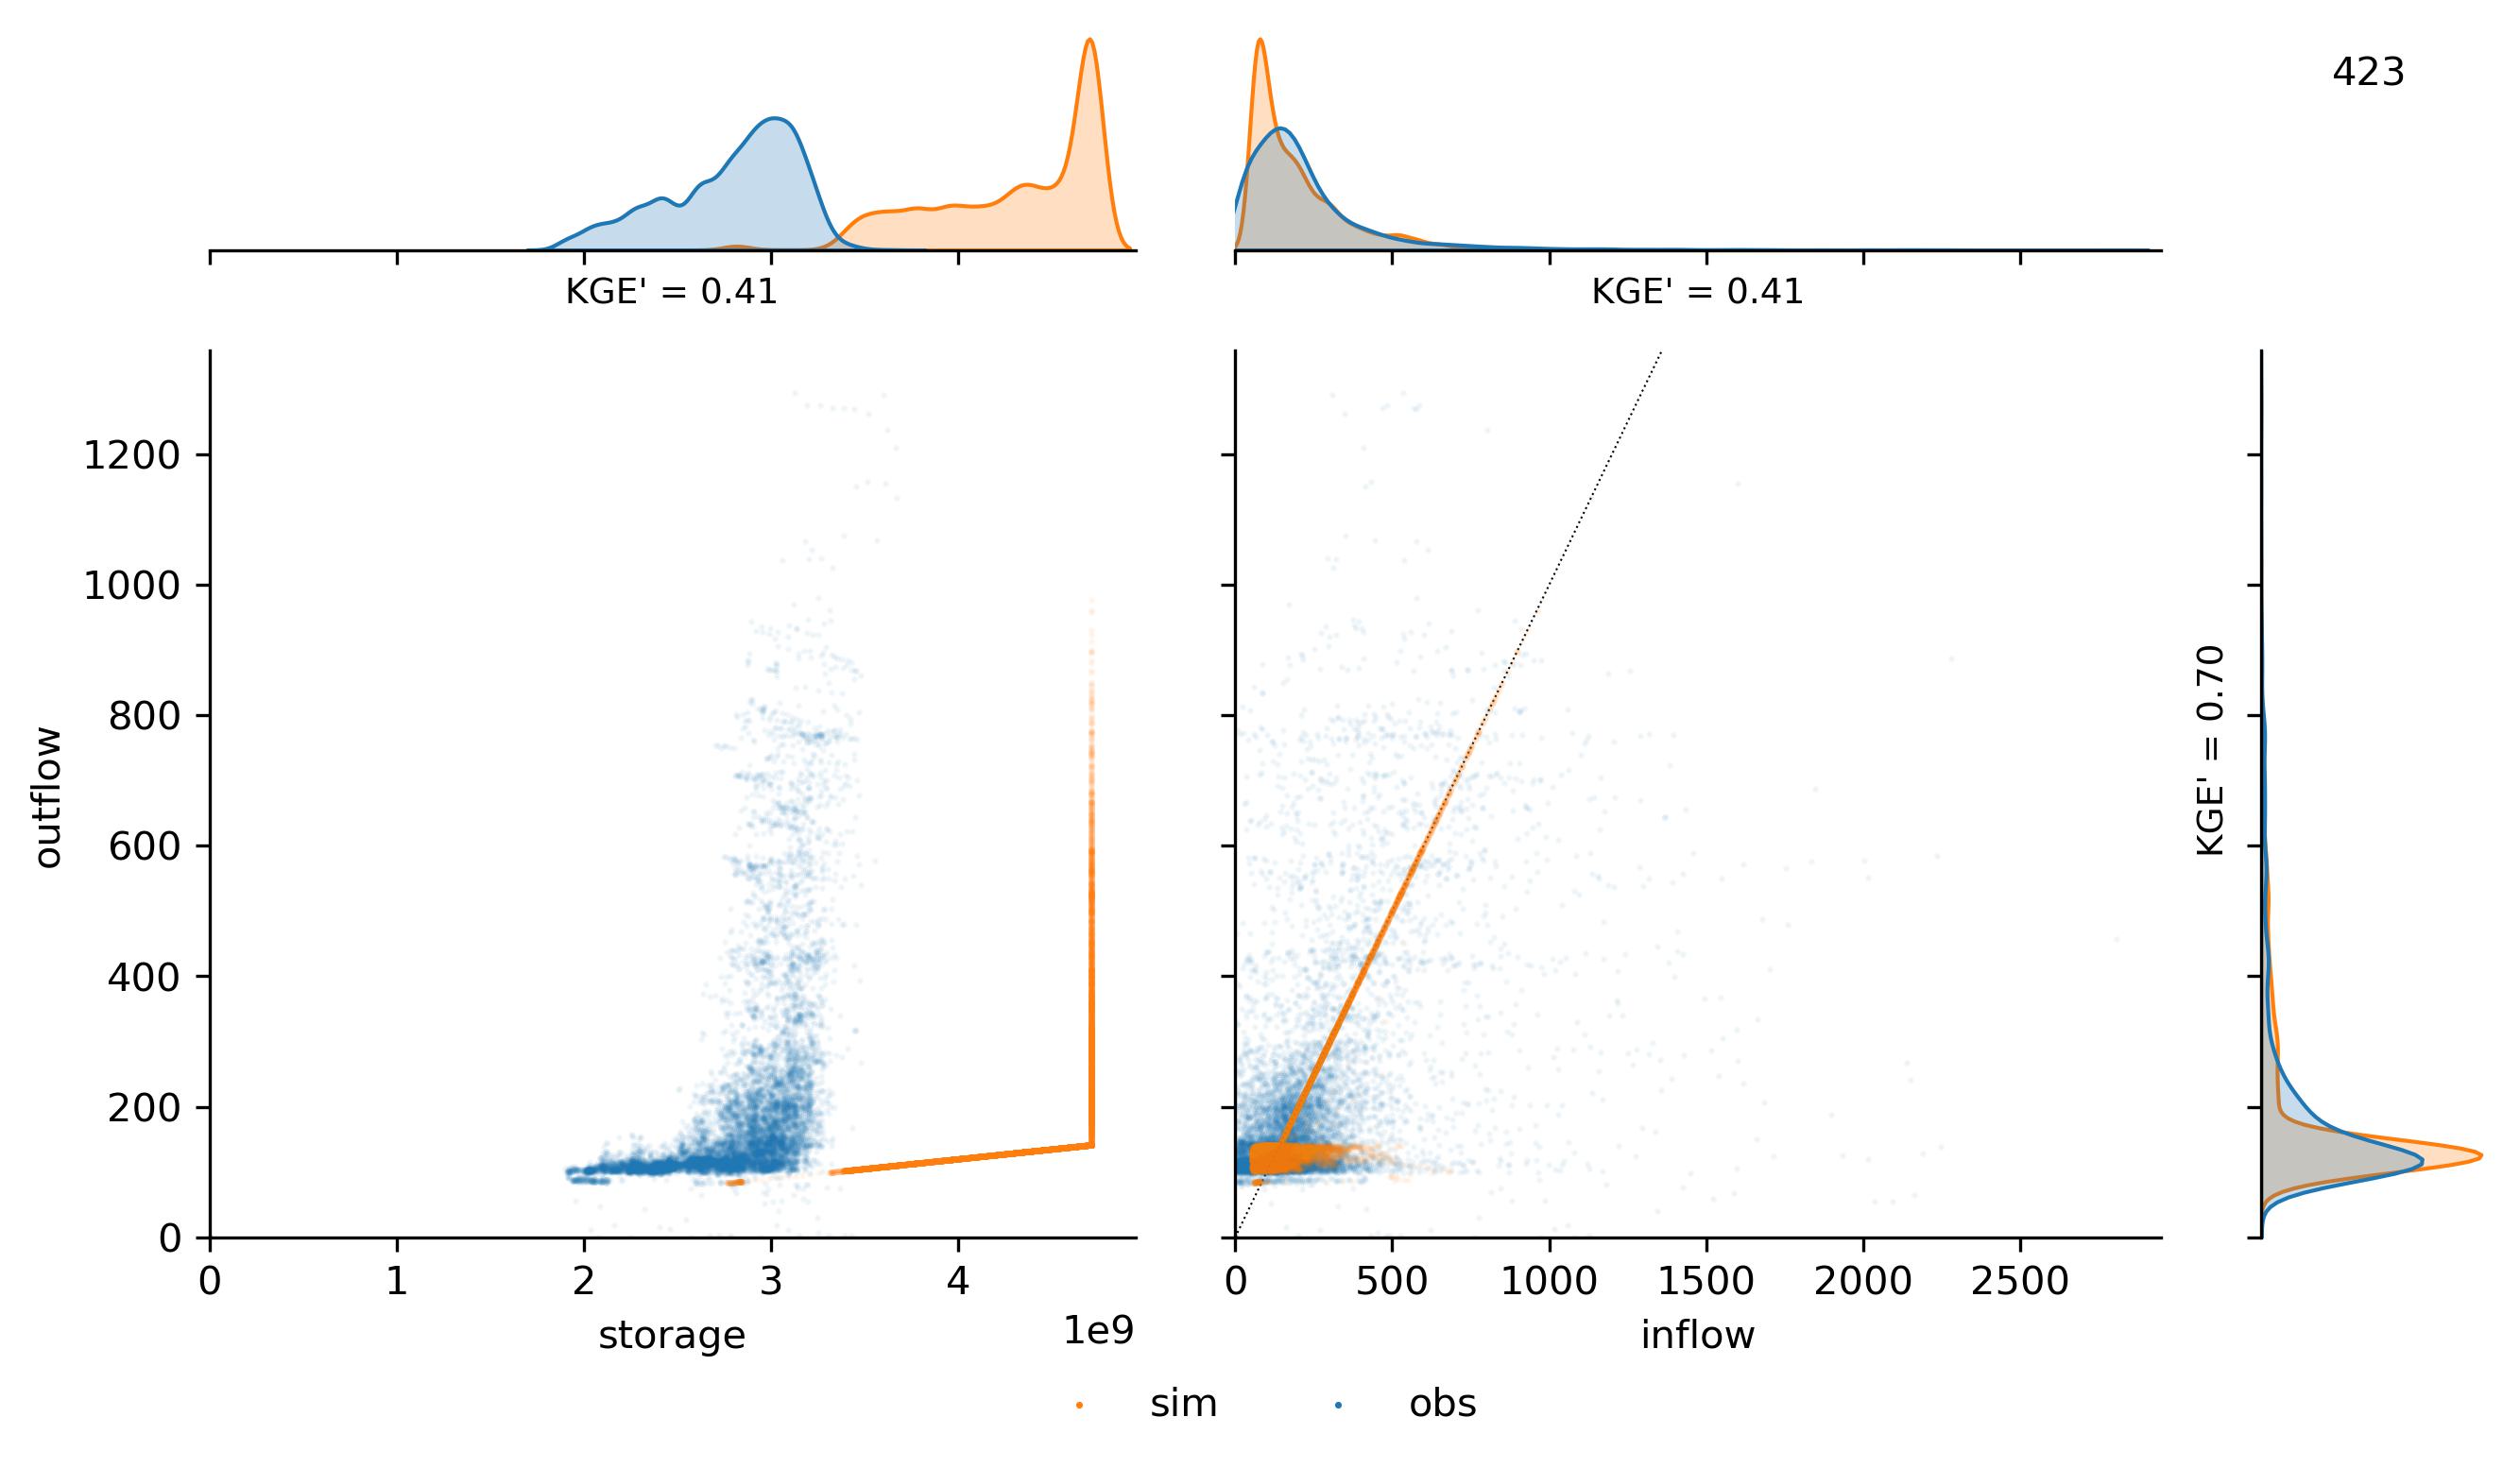 423
KGE' = 0.41
KGE' = 0.41
1200
1000
800
600
400
200
0
outflow
KGE' = 0.70
0 1 2 3 4
1e9
storage
0 500 1000 1500 2000 2500
inflow
sim obs